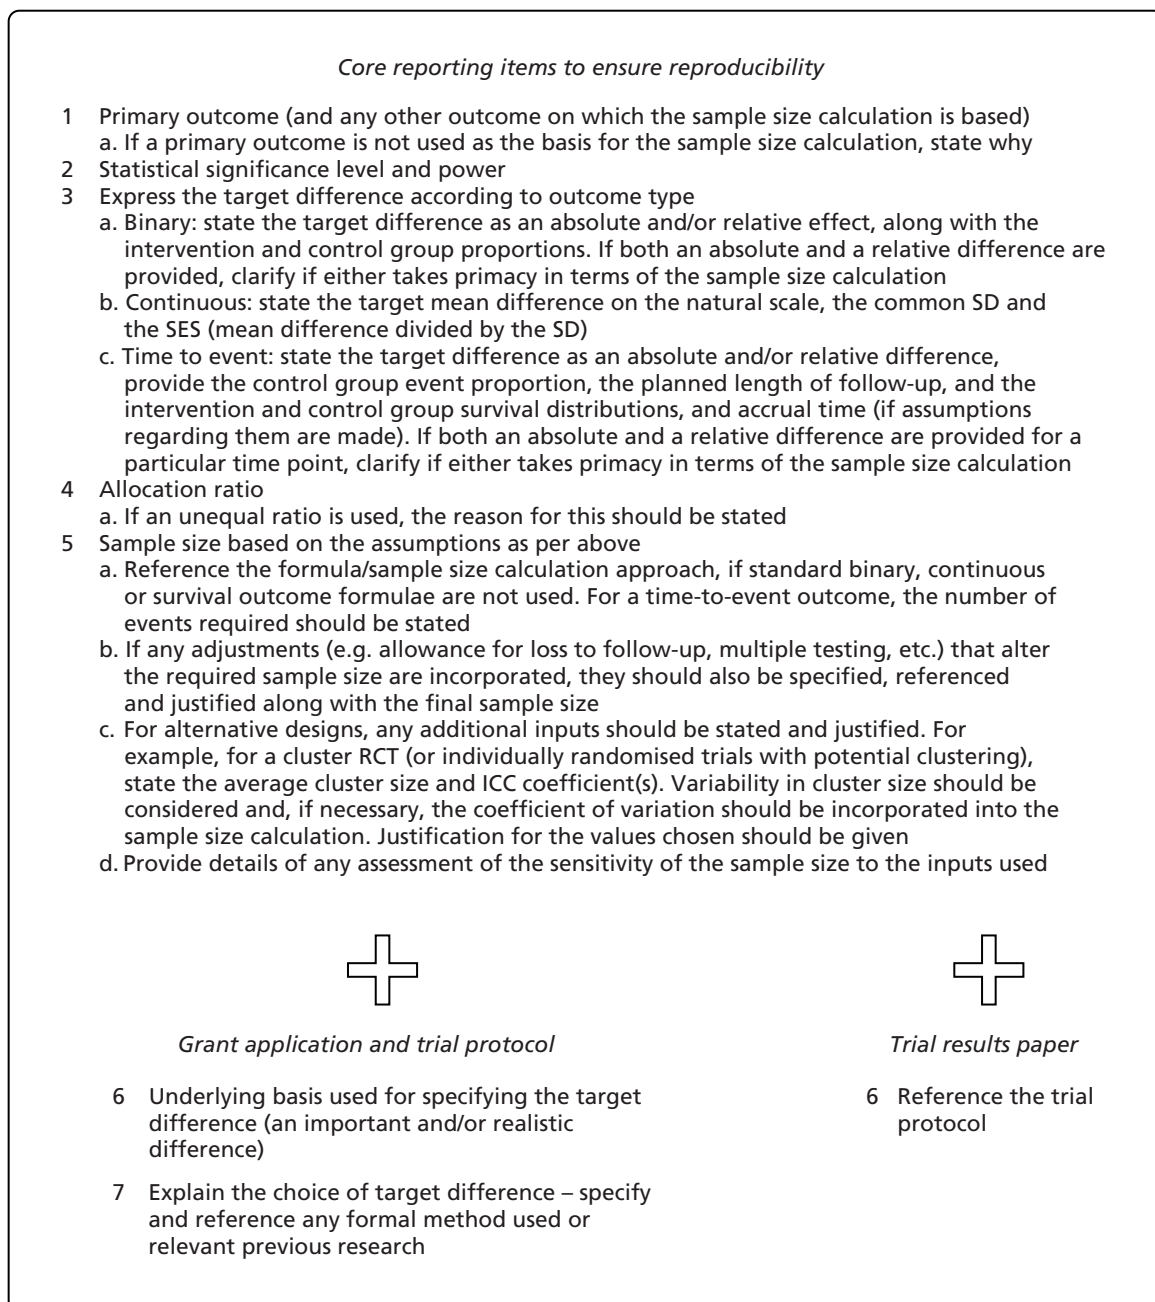 Core reporting items to ensure reproducibility
1 Primary outcome (and any other outcome on which the sample size calculation is based)
a. If a primary outcome is not used as the basis for the sample size calculation, state why
2 Statistical significance level and power
3 Express the target difference according to outcome type
a. Binary: state the target difference as an absolute and/or relative effect, along with the
intervention and control group proportions. If both an absolute and a relative difference are
provided, clarify if either takes primacy in terms of the sample size calculation
b. Continuous: state the target mean difference on the natural scale, the common SD and
the SES (mean difference divided by the SD)
c. Time to event: state the target difference as an absolute and/or relative difference,
provide the control group event proportion, the planned length of follow-up, and the
intervention and control group survival distributions, and accrual time (if assumptions
regarding them are made). If both an absolute and a relative difference are provided for a
particular time point, clarify if either takes primacy in terms of the sample size calculation
4 Allocation ratio
a. If an unequal ratio is used, the reason for this should be stated
5 Sample size based on the assumptions as per above
a. Reference the formula/sample size calculation approach, if standard binary, continuous
or survival outcome formulae are not used. For a time-to-event outcome, the number of
events required should be stated
b. If any adjustments (e.g. allowance for loss to follow-up, multiple testing, etc.) that alter
the required sample size are incorporated, they should also be specified, referenced
and justified along with the final sample size
c. For alternative designs, any additional inputs should be stated and justified. For
example, for a cluster RCT (or individually randomised trials with potential clustering),
state the average cluster size and ICC coefficient(s). Variability in cluster size should be
considered and, if necessary, the coefficient of variation should be incorporated into the
sample size calculation. Justification for the values chosen should be given
d. Provide details of any assessment of the sensitivity of the sample size to the inputs used
Grant application and trial protocol
6 Underlying basis used for specifying the target
difference (an important and/or realistic
difference)
7 Explain the choice of target difference – specify
and reference any formal method used or
relevant previous research
Trial results paper
6 Reference the trial
protocol